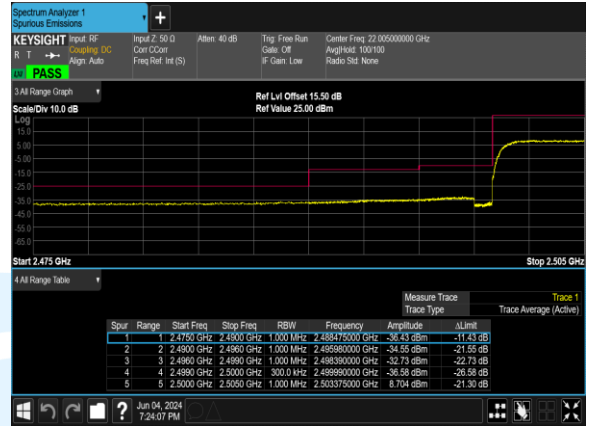 Spectrum Analyzer 1
Spurious Emissions
KEYSIGHT Input: RF Input Z: 50 Ω Atten: 40 dB Trig: Free Run Center Freq: 22.005000000 GHz
R T Coupling: DC Corr CCorr Gate: Off Avg|Hold: 100/100
Align: Auto Freq Ref: Int (S) IF Gain: Low Radio Std: None
PASS
3 All Range Graph
Ref Lvl Offset 15.50 dB
Scale/Div 10.0 dB Ref Value 25.00 dBm
Log
15.0
5.00
-5.00
-15.0
-25.0
-35.0
-45.0
-55.0
-65.0
Start 2.475 GHz Stop 2.505 GHz
4 All Range Table
Measure Trace Trace 1
Trace Type Trace Average (Active)
Spur Range Start Freq Stop Freq RBW Frequency Amplitude ΔLimit
1 1 2.4750 GHz 2.4900 GHz 1.000 MHz 2.488475000 GHz -36.43 dBm -11.43 dB
2 2 2.4900 GHz 2.4960 GHz 1.000 MHz 2.495980000 GHz -34.55 dBm -21.55 dB
3 3 2.4960 GHz 2.4990 GHz 1.000 MHz 2.498390000 GHz -32.73 dBm -22.73 dB
4 4 2.4990 GHz 2.5000 GHz 300.0 kHz 2.499990000 GHz -36.58 dBm -26.58 dB
5 5 2.5000 GHz 2.5050 GHz 1.000 MHz 2.503375000 GHz 8.704 dBm -21.30 dB
Jun 04, 2024
7:24:07 PM